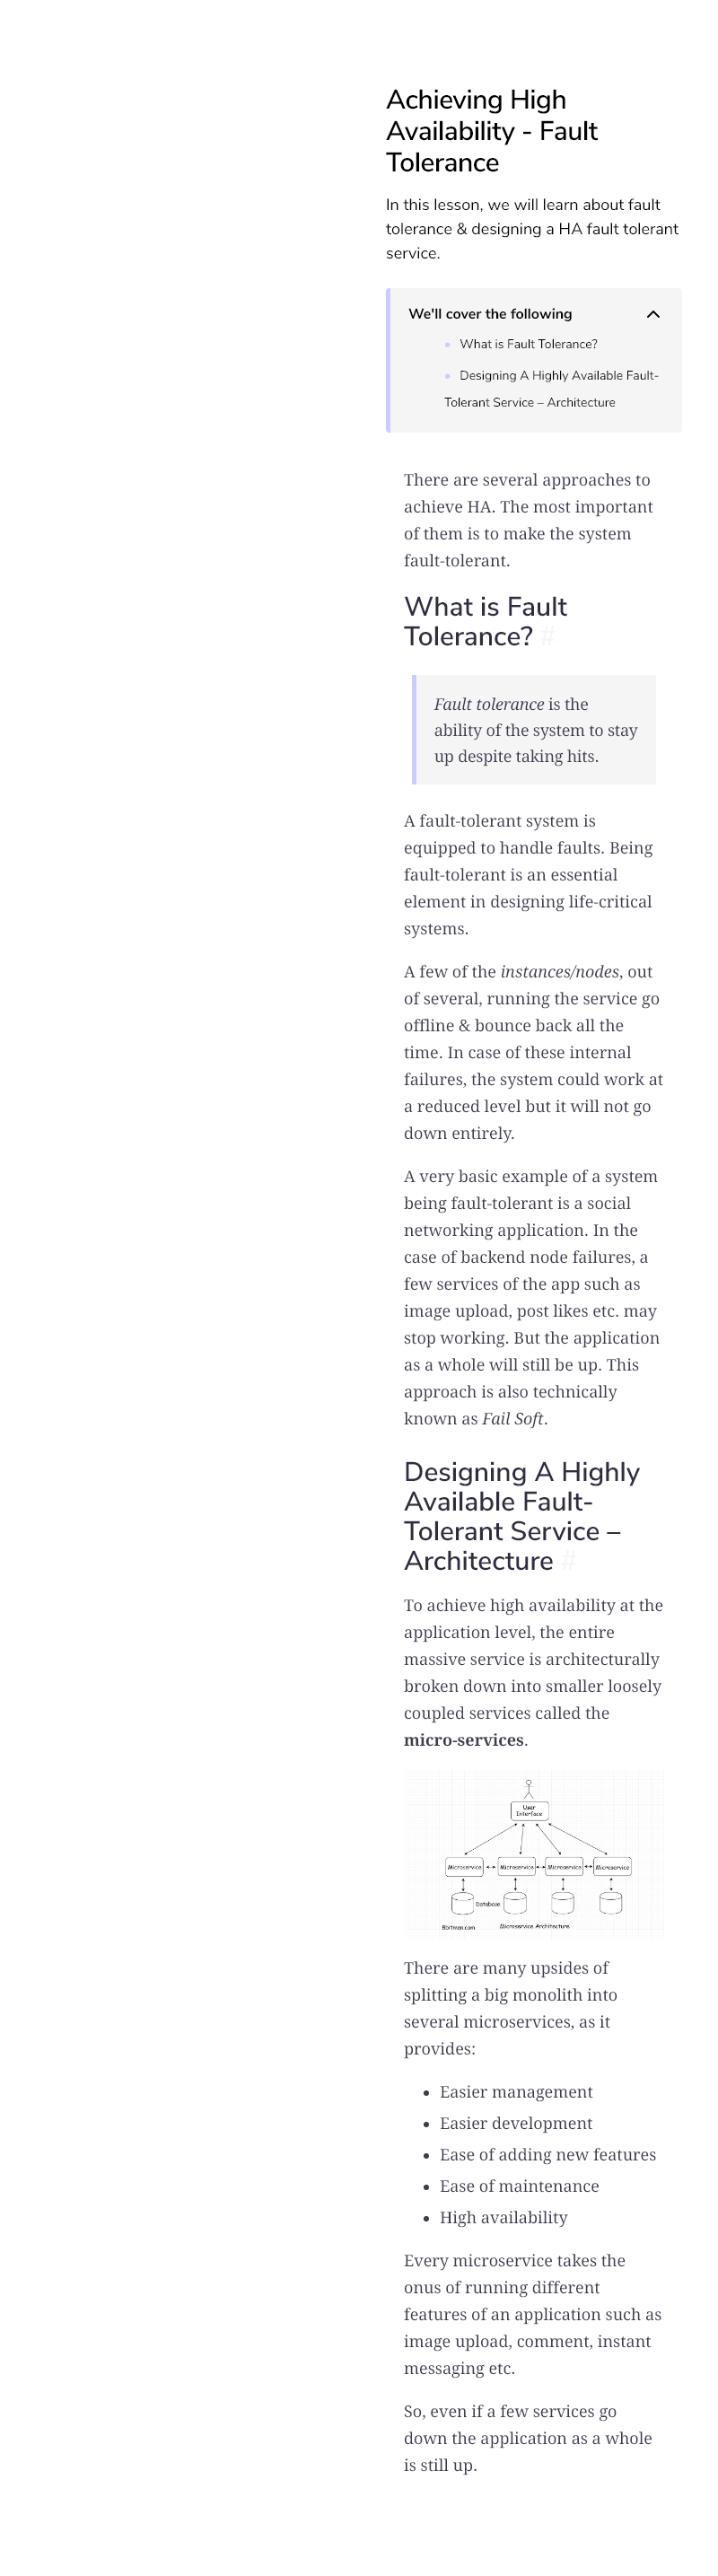 Achieving High
Availability - Fault
Tolerance
In this lesson, we will learn about fault
tolerance & designing a HA fault tolerant
service.
We'll cover the following
What is Fault Tolerance?
Designing A Highly Available Fault-
Tolerant Service – Architecture
There are several approaches to
achieve HA. The most important
of them is to make the system
fault-tolerant.
What is Fault
Tolerance? #
Fault tolerance is the
ability of the system to stay
up despite taking hits.
A fault-tolerant system is
equipped to handle faults. Being
fault-tolerant is an essential
element in designing life-critical
systems.
A few of the instances/nodes, out
of several, running the service go
offline & bounce back all the
time. In case of these internal
failures, the system could work at
a reduced level but it will not go
down entirely.
A very basic example of a system
being fault-tolerant is a social
networking application. In the
case of backend node failures, a
few services of the app such as
image upload, post likes etc. may
stop working. But the application
as a whole will still be up. This
approach is also technically
known as Fail Soft.
Designing A Highly
Available Fault-
Tolerant Service –
Architecture #
To achieve high availability at the
application level, the entire
massive service is architecturally
broken down into smaller loosely
coupled services called the
micro-services.
User
Interface
Microservice Microservice Microservice Microservice
Database
8bitmen.com Microservice Architecture
There are many upsides of
splitting a big monolith into
several microservices, as it
provides:
• Easier management
• Easier development
• Ease of adding new features
• Ease of maintenance
• High availability
Every microservice takes the
onus of running different
features of an application such as
image upload, comment, instant
messaging etc.
So, even if a few services go
down the application as a whole
is still up.